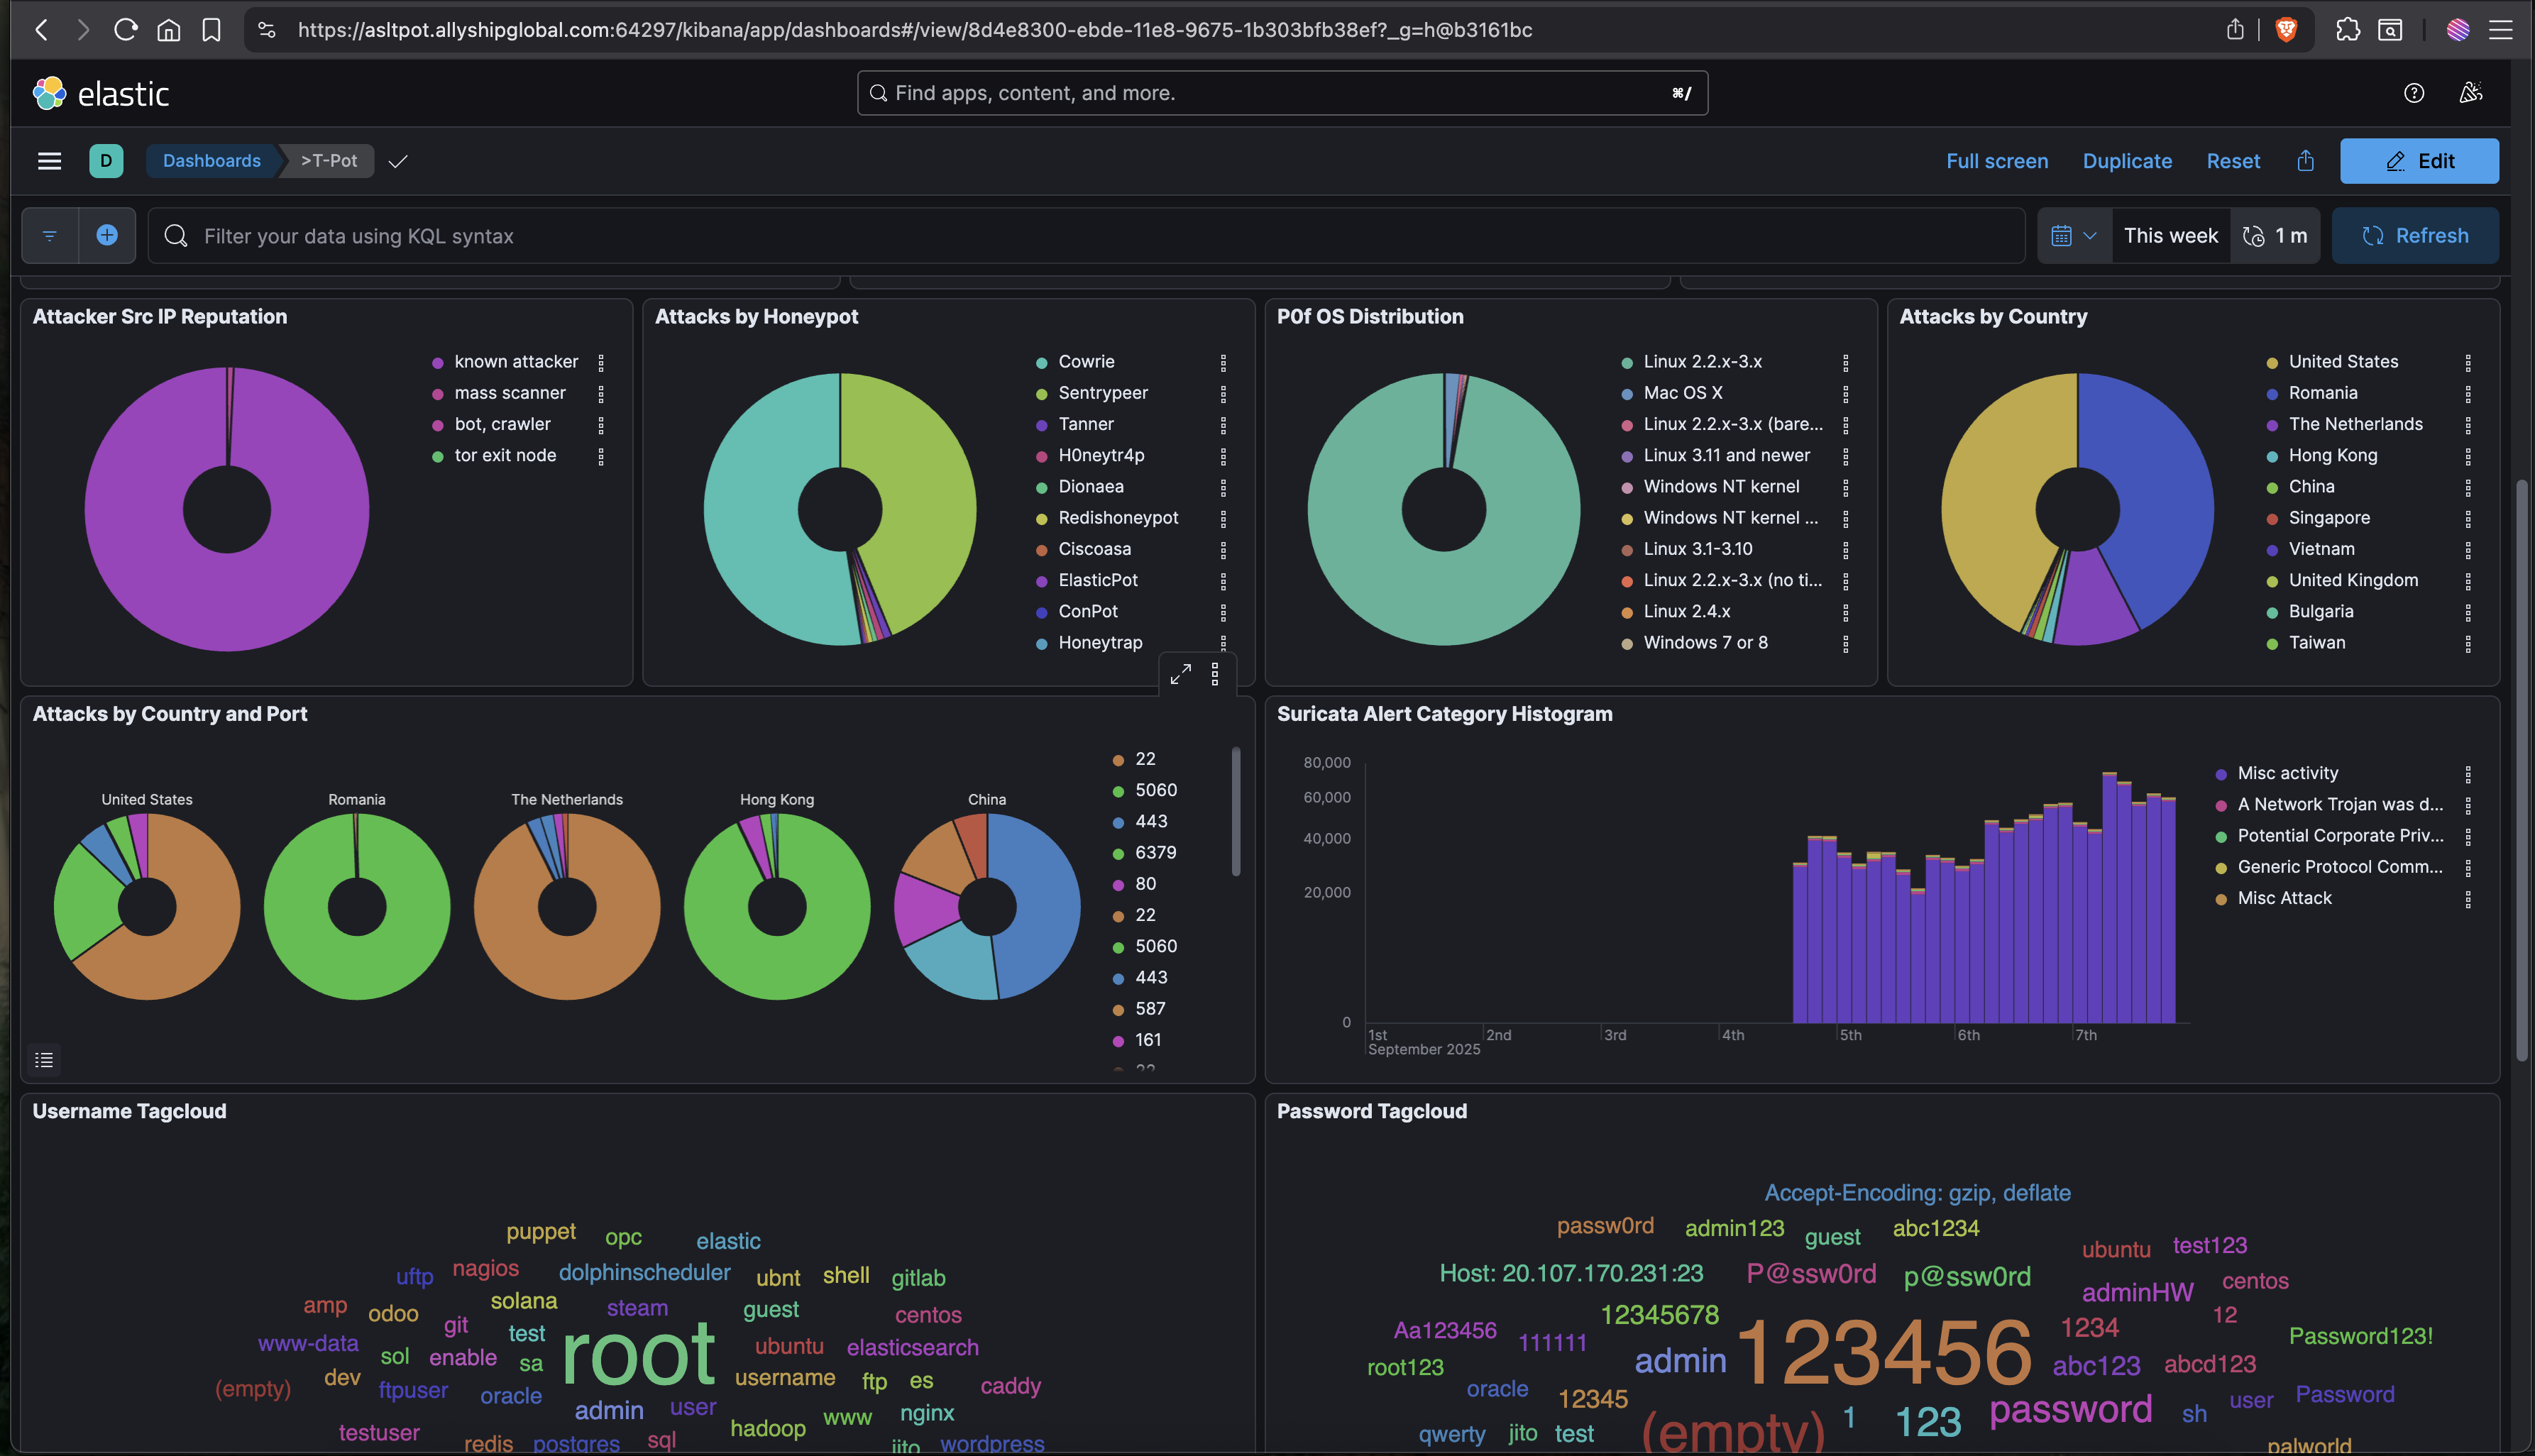 https://asltpot.allyshipglobal.com:64297/kibana/app/dashboards#/view/8d4e8300-ebde-11e8-9675-1b303bfb38ef?_g=h@b3161bc
elastic
Find apps, content, and more.
⌘/
D
Dashboards
>T-Pot
Full screen
Duplicate
Reset
Edit
Filter your data using KQL syntax
This week
1 m
Refresh
Attacker Src IP Reputation
known attacker
mass scanner
bot, crawler
tor exit node
Attacks by Honeypot
Cowrie
Sentrypeer
Tanner
H0neytr4p
Dionaea
Redishoneypot
Ciscoasa
ElasticPot
ConPot
Honeytrap
P0f OS Distribution
Linux 2.2.x-3.x
Mac OS X
Linux 2.2.x-3.x (bare...
Linux 3.11 and newer
Windows NT kernel
Windows NT kernel ...
Linux 3.1-3.10
Linux 2.2.x-3.x (no ti...
Linux 2.4.x
Windows 7 or 8
Attacks by Country
United States
Romania
The Netherlands
Hong Kong
China
Singapore
Vietnam
United Kingdom
Bulgaria
Taiwan
Attacks by Country and Port
United States
Romania
The Netherlands
Hong Kong
China
22
5060
443
6379
80
22
5060
443
587
161
22
Suricata Alert Category Histogram
80,000
60,000
40,000
20,000
0
1st
September 2025
2nd
3rd
4th
5th
6th
7th
Misc activity
A Network Trojan was d...
Potential Corporate Priv...
Generic Protocol Comm...
Misc Attack
Username Tagcloud
puppet opc elastic
uftp nagios dolphinscheduler ubnt shell gitlab
amp odoo solana steam guest centos
www-data git test root ubuntu elasticsearch
sol enable sa username ftp es caddy
(empty) dev ftpuser oracle admin user www nginx
testuser hadoop
redis postgres sql jito wordpress
Password Tagcloud
Accept-Encoding: gzip, deflate
passw0rd admin123 guest abc1234 ubuntu test123
Host: 20.107.170.231:23 P@ssw0rd p@ssw0rd adminHW centos
Aa123456 111111 12345678 123456 1234 12 Password123!
root123 admin abc123 abcd123
oracle 12345 (empty) 1 123 password sh user Password
qwerty jito test palworld